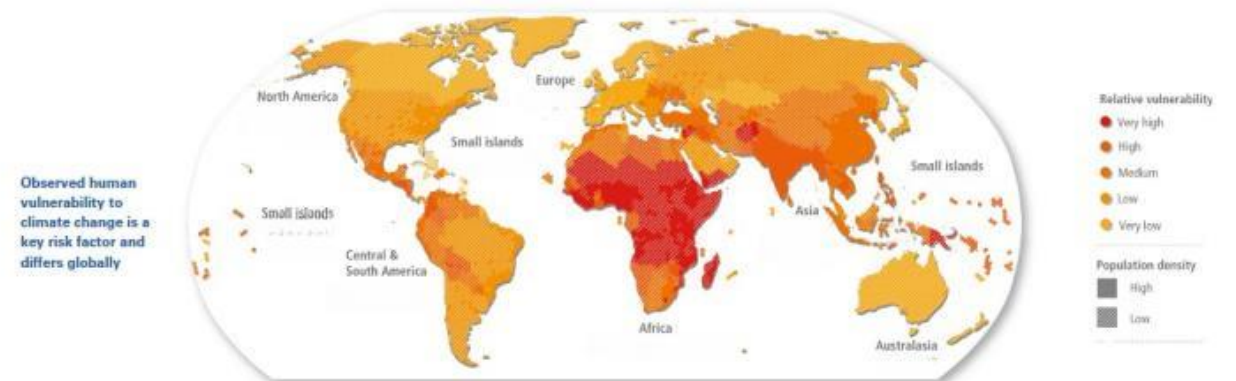 Observed human
vulnerability to
climate change is a
key risk factor and
differs globally
North America
Europe
Small islands
Small islands
Small islands
Central &
South America
Africa
Asia
Australasia
Relative vulnerability
Very high
High
Medium
Low
Very low
Population density
High
Low